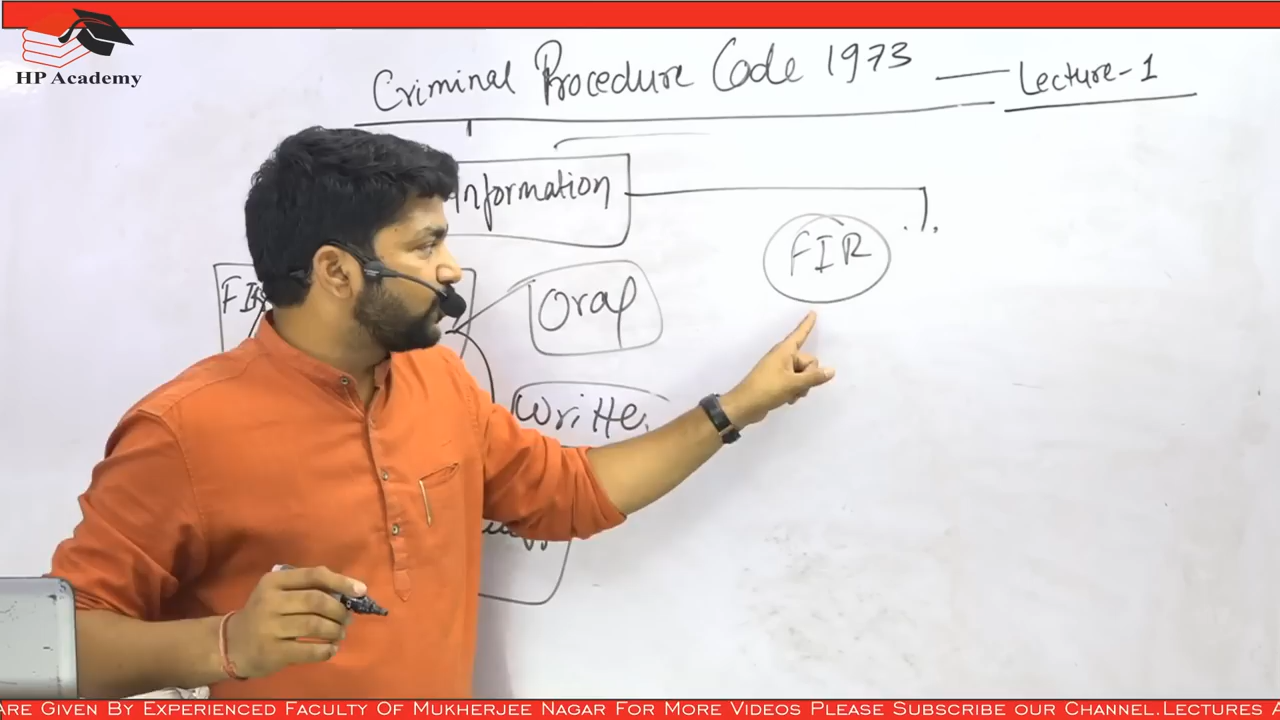 HP Academy
Criminal Procedure Code 1973 — Lecture-1
Information
FIR
FIR
Oral
Writte
ARE GIVEN BY EXPERIENCED FACULTY OF MUKHERJEE NAGAR FOR MORE VIDEOS PLEASE SUBSCRIBE OUR CHANNEL.LECTURES A